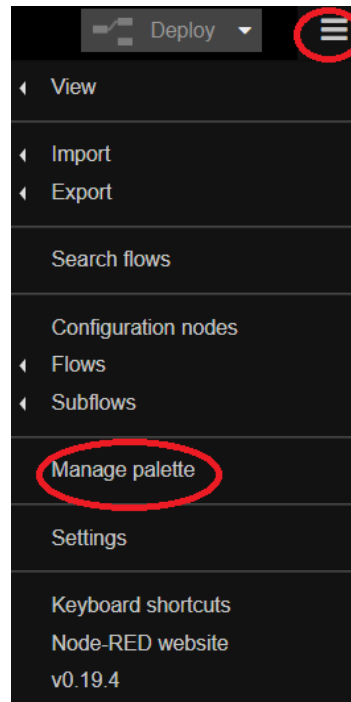 Deploy
View
Import
Export
Search flows
Configuration nodes
Flows
Subflows
Manage palette
Settings
Keyboard shortcuts
Node-RED website
v0.19.4